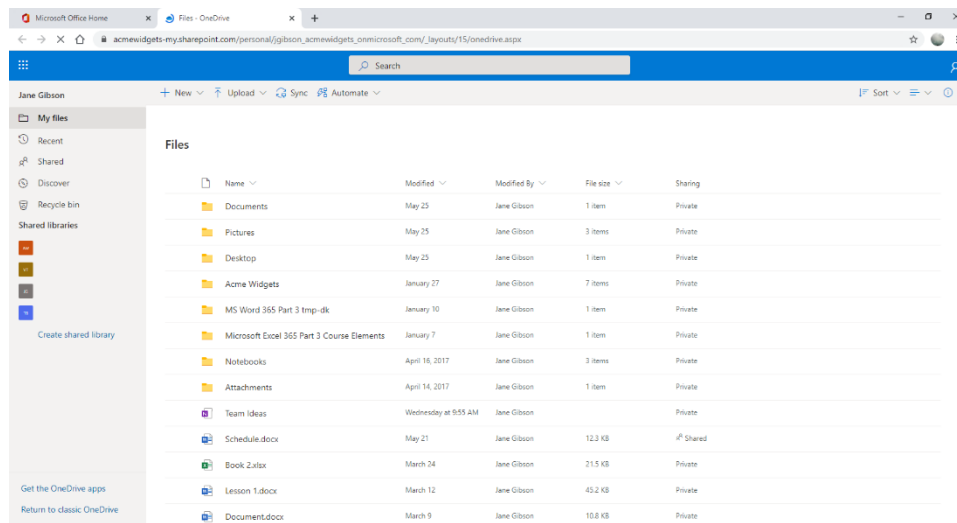 Microsoft Office Home
Files - OneDrive
acmewidgets-my.sharepoint.com/personal/jgibson_acmewidgets_onmicrosoft_com/_layouts/15/onedrive.aspx
Search
Jane Gibson
New Upload Sync Automate Sort
My files
Recent
Shared
Discover
Recycle bin
Shared libraries
Create shared library
Get the OneDrive apps
Return to classic OneDrive
Files
Name Modified Modified By File size Sharing
Documents May 25 Jane Gibson 1 item Private
Pictures May 25 Jane Gibson 3 items Private
Desktop May 25 Jane Gibson 1 item Private
Acme Widgets January 27 Jane Gibson 7 items Private
MS Word 365 Part 3 tmp-dk January 10 Jane Gibson 1 item Private
Microsoft Excel 365 Part 3 Course Elements January 7 Jane Gibson 1 item Private
Notebooks April 16, 2017 Jane Gibson 3 items Private
Attachments April 14, 2017 Jane Gibson 1 item Private
Team Ideas Wednesday at 9:55 AM Jane Gibson Private
Schedule.docx May 21 Jane Gibson 12.3 KB Shared
Book 2.xlsx March 24 Jane Gibson 21.5 KB Private
Lesson 1.docx March 12 Jane Gibson 45.2 KB Private
Document.docx March 9 Jane Gibson 10.8 KB Private